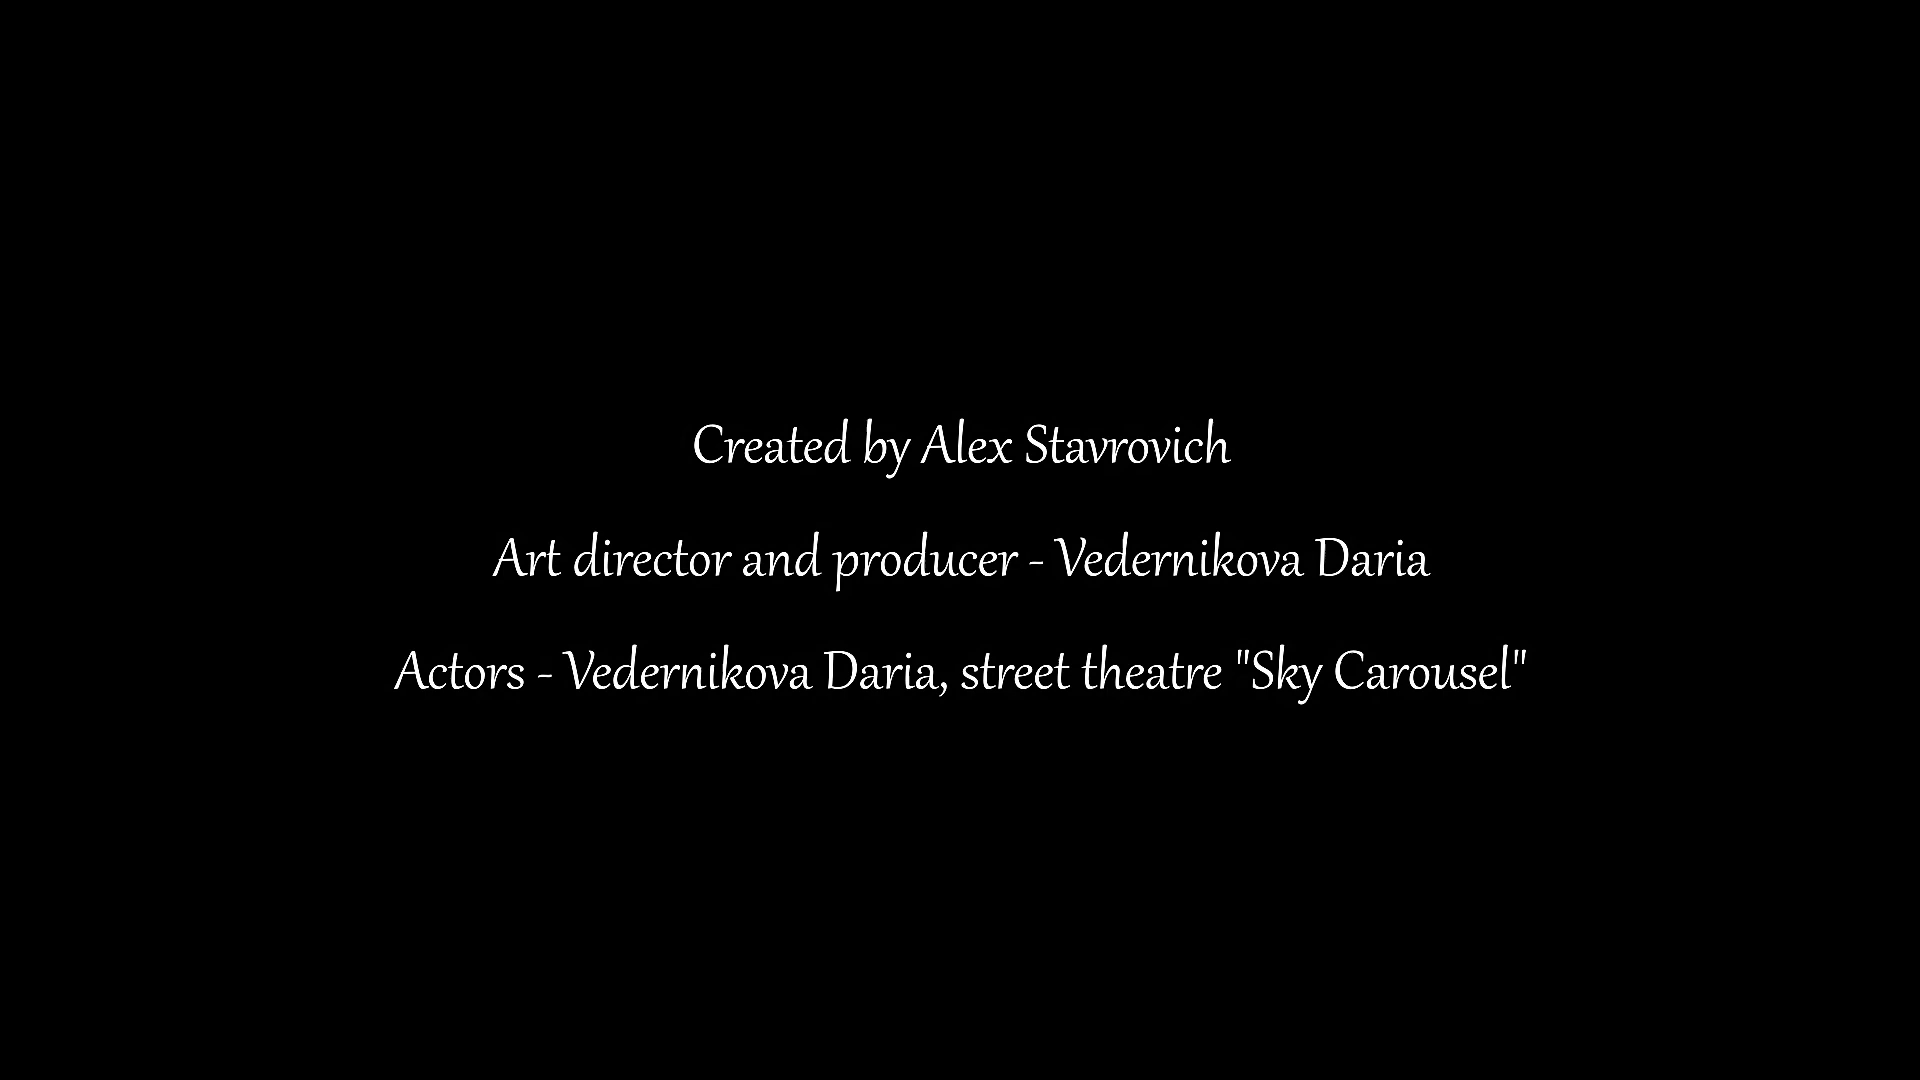 Created by Alex Stavrovich
Art director and producer - Vedernikova Daria
Actors - Vedernikova Daria, street theatre "Sky Carousel"